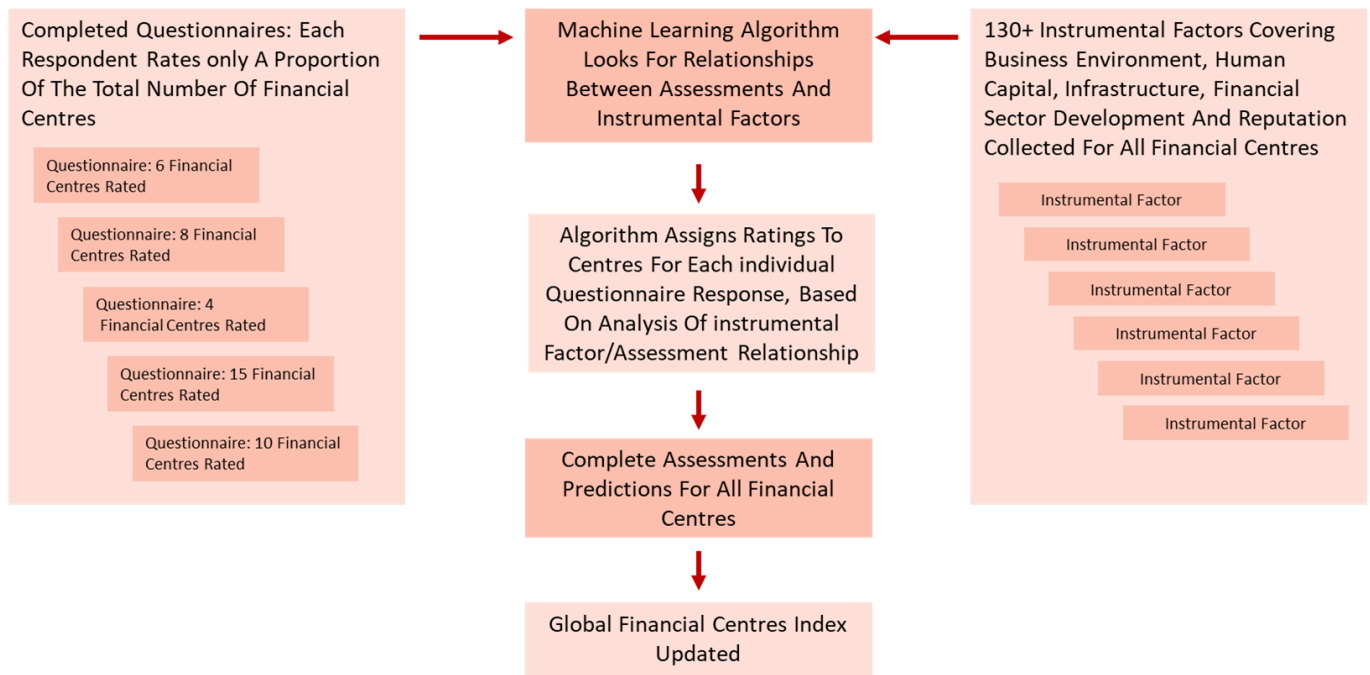 Completed Questionnaires: Each
Respondent Rates only A Proportion
Of The Total Number Of Financial
Centres
Questionnaire: 6 Financial
Centres Rated
Questionnaire: 8 Financial
Centres Rated
Questionnaire: 4
Financial Centres Rated
Questionnaire: 15 Financial
Centres Rated
Questionnaire: 10 Financial
Centres Rated
Machine Learning Algorithm
Looks For Relationships
Between Assessments And
Instrumental Factors
Algorithm Assigns Ratings To
Centres For Each individual
Questionnaire Response, Based
On Analysis Of instrumental
Factor/Assessment Relationship
Complete Assessments And
Predictions For All Financial
Centres
Global Financial Centres Index
Updated
130+ Instrumental Factors Covering
Business Environment, Human
Capital, Infrastructure, Financial
Sector Development And Reputation
Collected For All Financial Centres
Instrumental Factor
Instrumental Factor
Instrumental Factor
Instrumental Factor
Instrumental Factor
Instrumental Factor